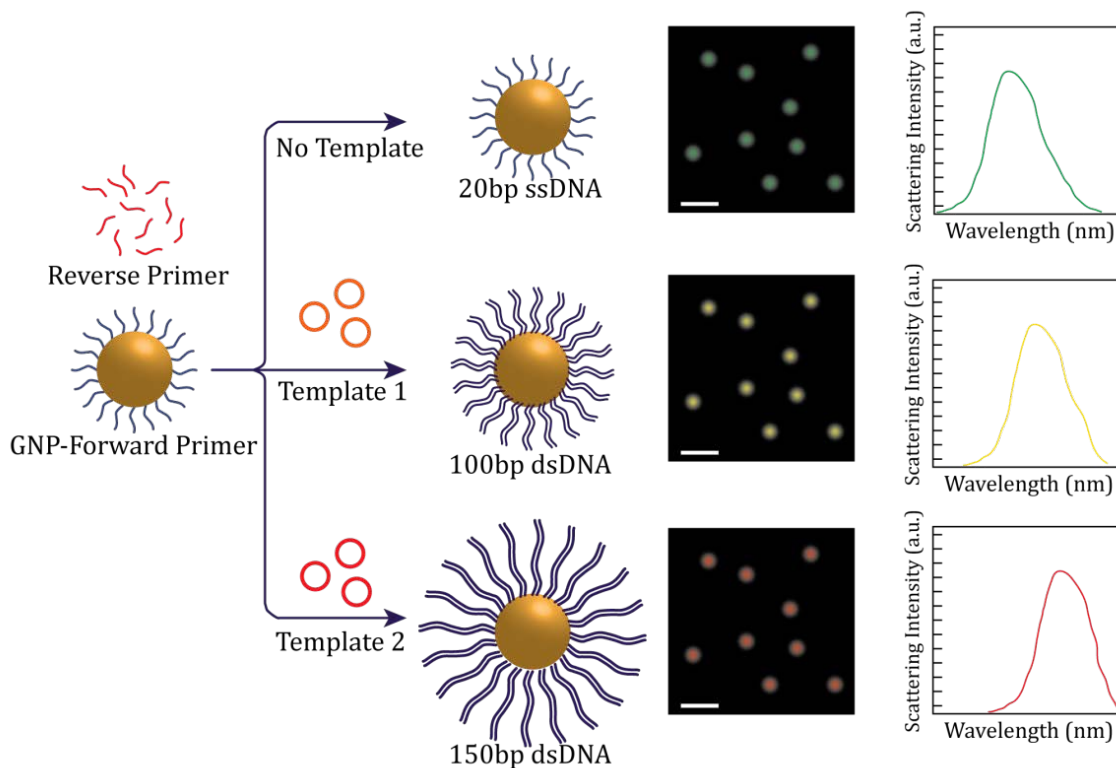 Reverse Primer
GNP-Forward Primer
No Template
20bp ssDNA
Scattering Intensity (a.u.)
Wavelength (nm)
Template 1
100bp dsDNA
Scattering Intensity (a.u.)
Wavelength (nm)
Template 2
150bp dsDNA
Scattering Intensity (a.u.)
Wavelength (nm)